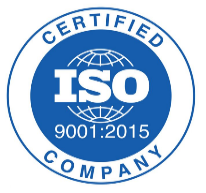 CERTIFIED
ISO
9001:2015
COMPANY